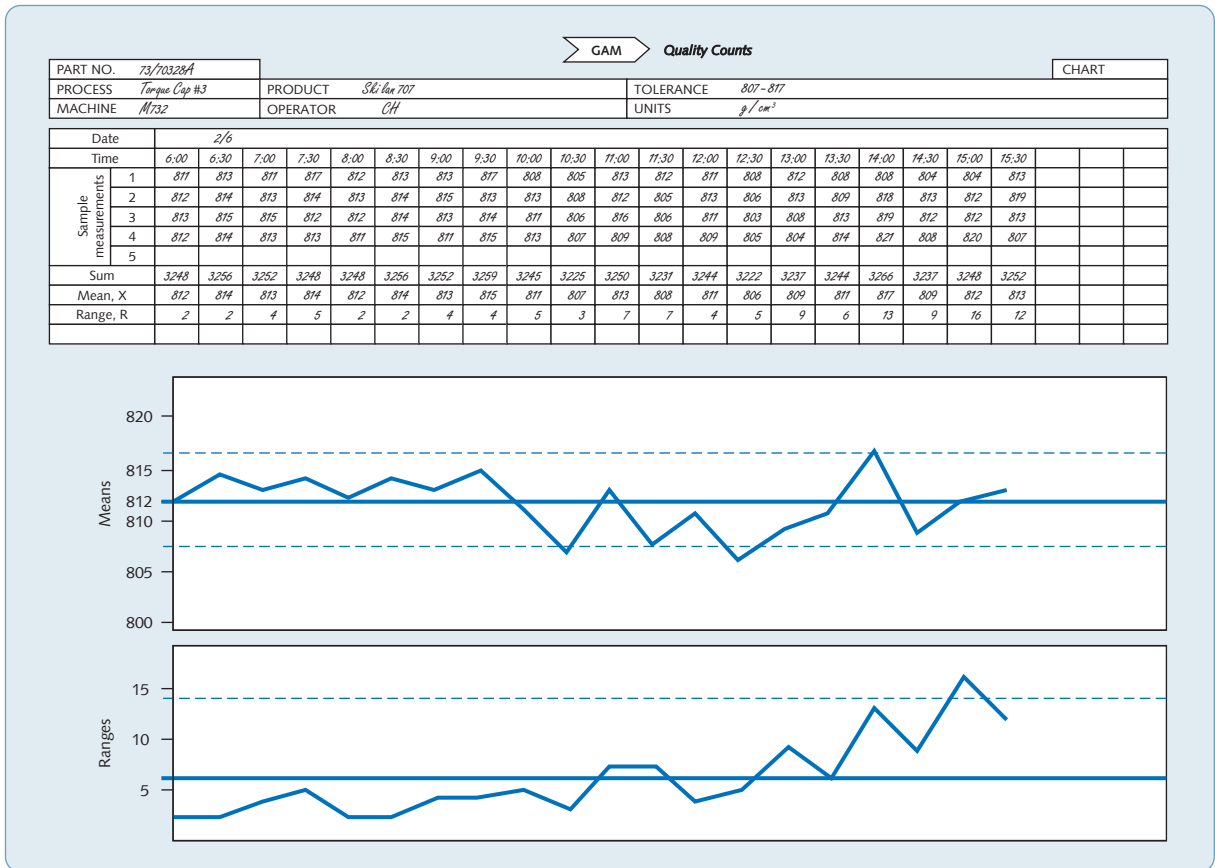 GAM Quality Counts
PART NO. 73/70328A CHART
PROCESS Torque Cap #3 PRODUCT Ski lan 707 TOLERANCE 807-817
MACHINE M732 OPERATOR CH UNITS g/cm³
Date 2/6
Time 6:00 6:30 7:00 7:30 8:00 8:30 9:00 9:30 10:00 10:30 11:00 11:30 12:00 12:30 13:00 13:30 14:00 14:30 15:00 15:30
Sample measurements
1 811 813 811 817 812 813 813 817 808 805 813 812 811 808 812 808 808 804 804 813
2 812 814 813 814 813 814 815 813 813 808 812 805 813 806 813 809 818 813 812 819
3 813 815 815 812 812 814 813 814 811 806 816 806 811 803 808 813 819 812 812 813
4 812 814 813 813 811 815 811 815 813 807 809 808 809 805 804 814 821 808 820 807
5
Sum 3248 3256 3252 3248 3248 3256 3252 3259 3245 3225 3250 3231 3244 3222 3237 3244 3266 3237 3248 3252
Mean, X 812 814 813 814 812 814 813 815 811 807 813 808 811 806 809 811 817 809 812 813
Range, R 2 2 4 5 2 2 4 4 5 3 7 7 4 5 9 6 13 9 16 12
Means
820
815
812
810
805
800
Ranges
15
10
5